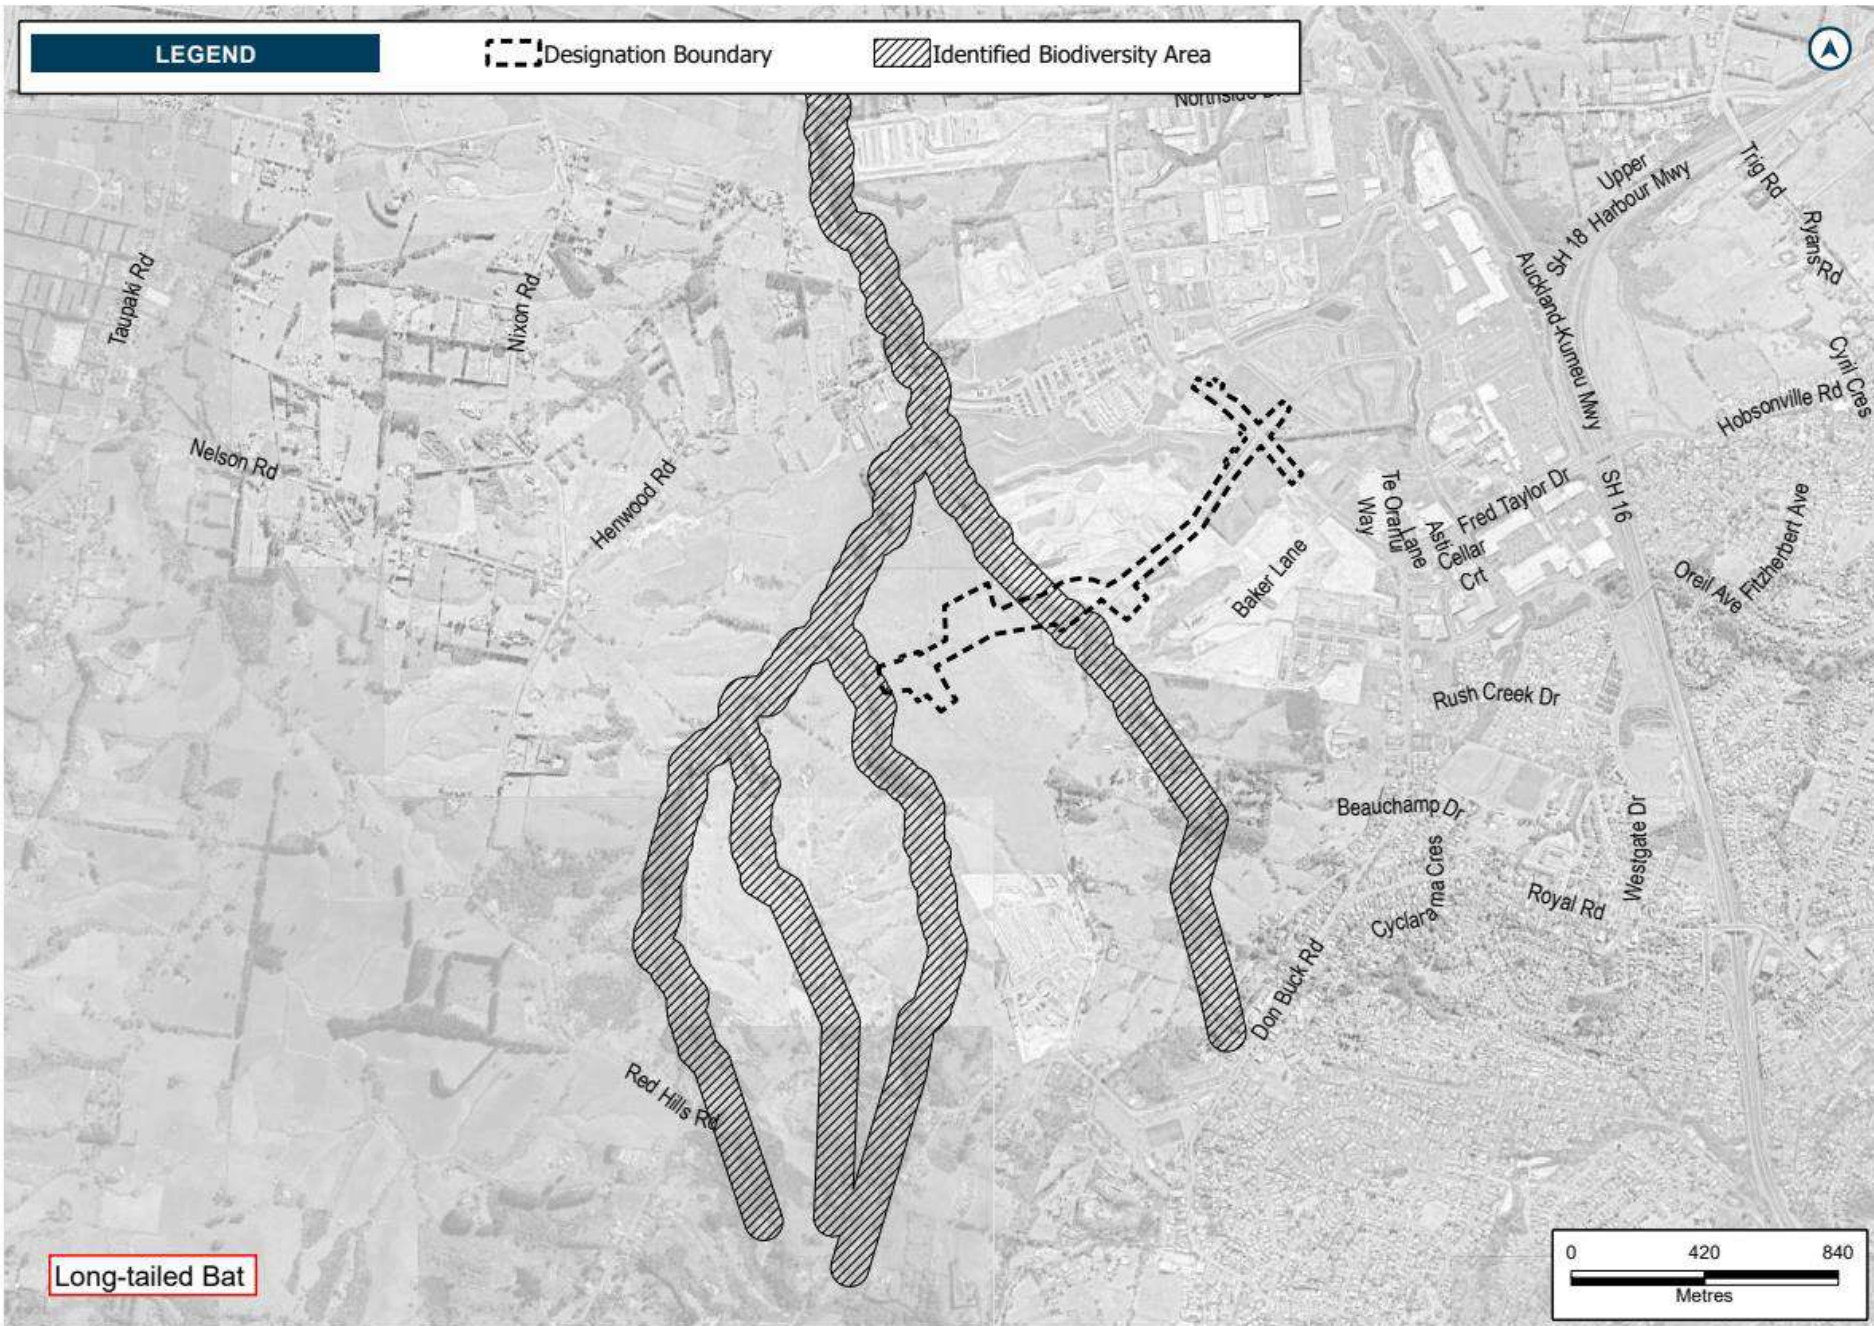 LEGEND
Designation Boundary
Identified Biodiversity Area
Northside
Trig Rd
Upper
SH 18 Harbour Mwy
Ryans Rd
Taupaki Rd
Nixon Rd
Auckland-Kumeu Mwy
Cyril Cres
Hobsonville Rd
Nelson Rd
Henwood Rd
SH 16
Fred Taylor Dr
Te Oranui
Way
Asti
Lane
Cellar
Crt
Fitzherbert Ave
Oreil Ave
Baker Lane
Rush Creek Dr
Beauchamp Dr
Westgate Dr
Cyclarama Cres
Royal Rd
Don Buck Rd
Red Hills Rd
Long-tailed Bat
0 420 840
Metres